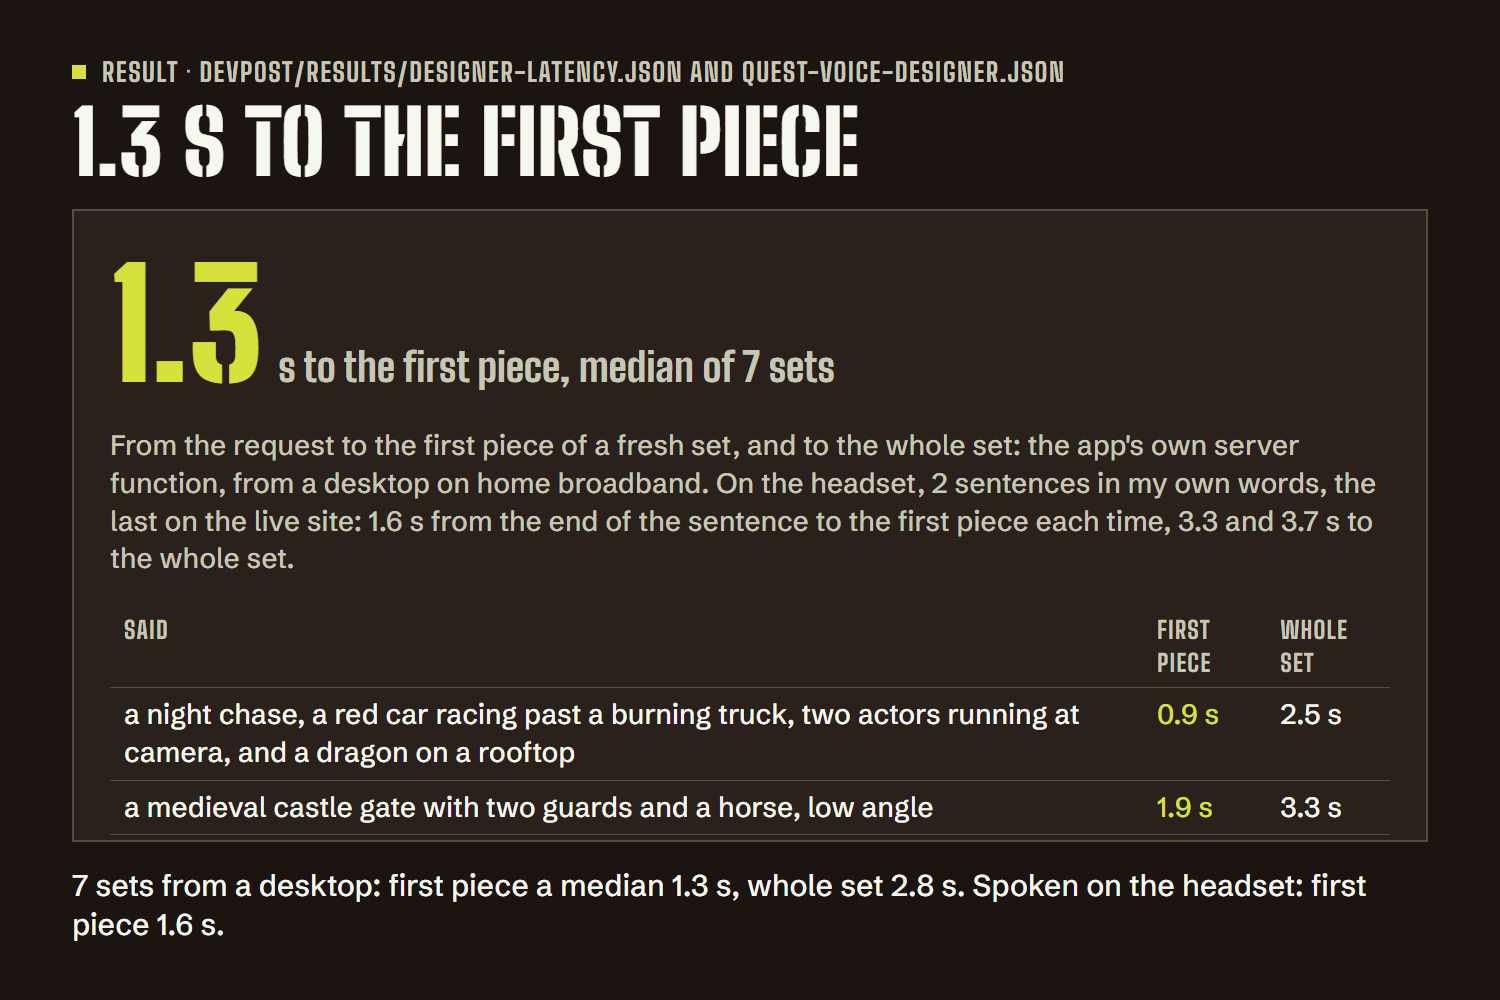 RESULT · DEVPOST/RESULTS/DESIGNER-LATENCY.JSON AND QUEST-VOICE-DESIGNER.JSON
1.3 S TO THE FIRST PIECE
1.3 s to the first piece, median of 7 sets
From the request to the first piece of a fresh set, and to the whole set: the app's own server
function, from a desktop on home broadband. On the headset, 2 sentences in my own words, the
last on the live site: 1.6 s from the end of the sentence to the first piece each time, 3.3 and 3.7 s to
the whole set.
SAID FIRST WHOLE
PIECE SET
a night chase, a red car racing past a burning truck, two actors running at 0.9 s 2.5 s
camera, and a dragon on a rooftop
a medieval castle gate with two guards and a horse, low angle 1.9 s 3.3 s
7 sets from a desktop: first piece a median 1.3 s, whole set 2.8 s. Spoken on the headset: first
piece 1.6 s.